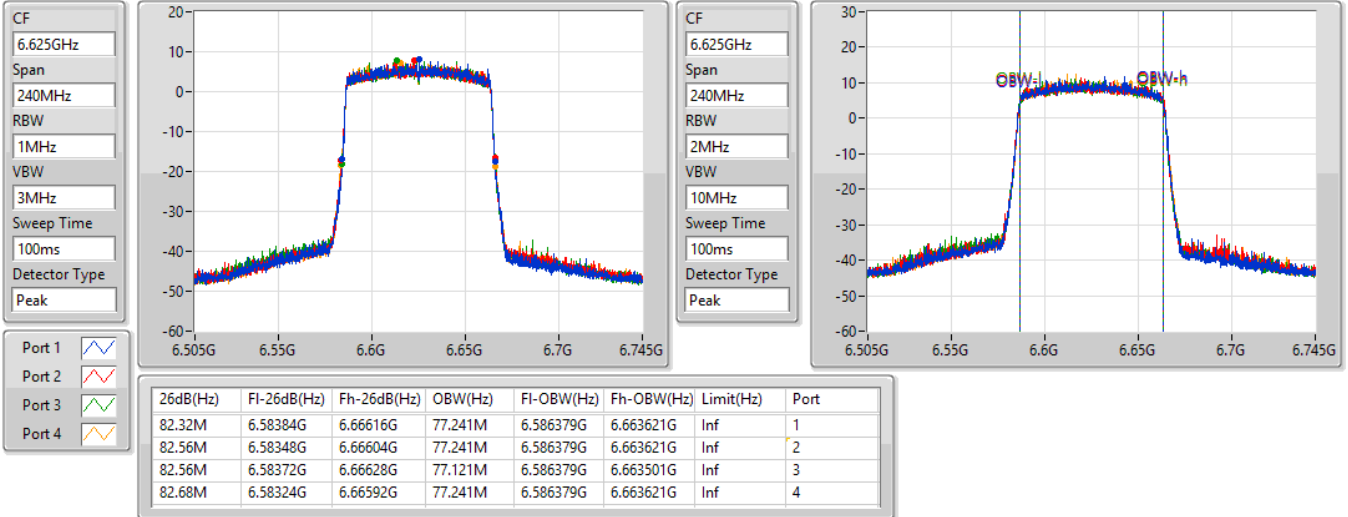 CF
6.625GHz
Span
240MHz
RBW
1MHz
VBW
3MHz
Sweep Time
100ms
Detector Type
Peak
20
10
0
-10
-20
-30
-40
-50
-60
6.505G 6.55G 6.6G 6.65G 6.7G 6.745G
CF
6.625GHz
Span
240MHz
RBW
2MHz
VBW
10MHz
Sweep Time
100ms
Detector Type
Peak
30
20
10
0
-10
-20
-30
-40
-50
-60
OBW-l OBW-h
6.505G 6.55G 6.6G 6.65G 6.7G 6.745G
Port 1
Port 2
Port 3
Port 4
26dB(Hz) Fl-26dB(Hz) Fh-26dB(Hz) OBW(Hz) Fl-OBW(Hz) Fh-OBW(Hz) Limit(Hz) Port
82.32M 6.58384G 6.66616G 77.241M 6.586379G 6.663621G Inf 1
82.56M 6.58348G 6.66604G 77.241M 6.586379G 6.663621G Inf 2
82.56M 6.58372G 6.66628G 77.121M 6.586379G 6.663501G Inf 3
82.68M 6.58324G 6.66592G 77.241M 6.586379G 6.663621G Inf 4